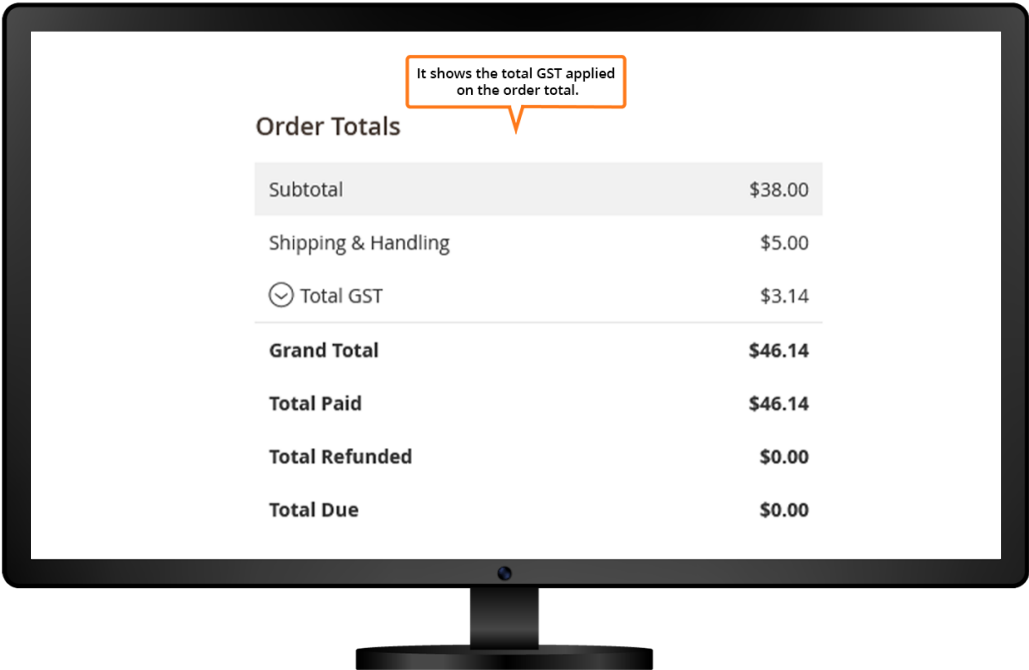 It shows the total GST applied
on the order total.
Order Totals
Subtotal $38.00
Shipping & Handling $5.00
Total GST $3.14
Grand Total $46.14
Total Paid $46.14
Total Refunded $0.00
Total Due $0.00